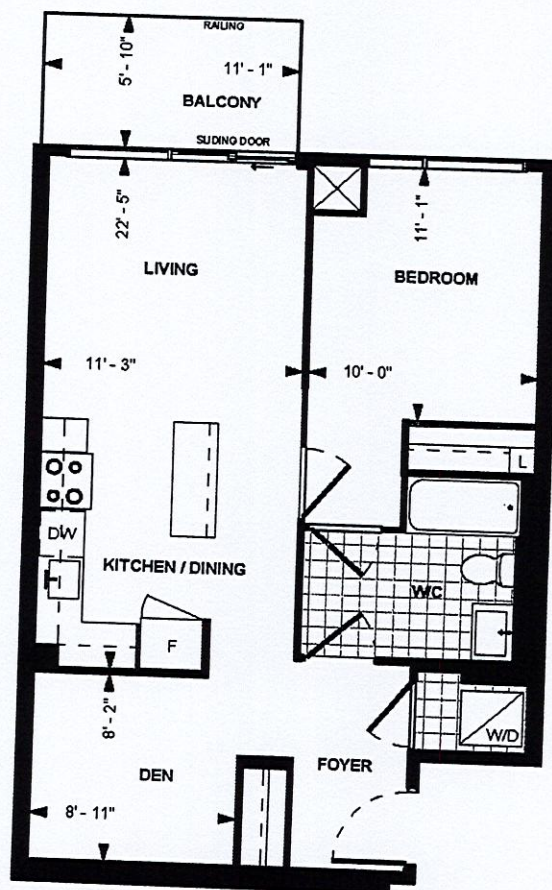 RAILING
5' - 10"
11' - 1"
BALCONY
SLIDING DOOR
22' - 5"
11' - 1"
LIVING
BEDROOM
11' - 3"
10' - 0"
L
DW
KITCHEN / DINING
W/C
F
8' - 2"
W/D
DEN
FOYER
8' - 11"